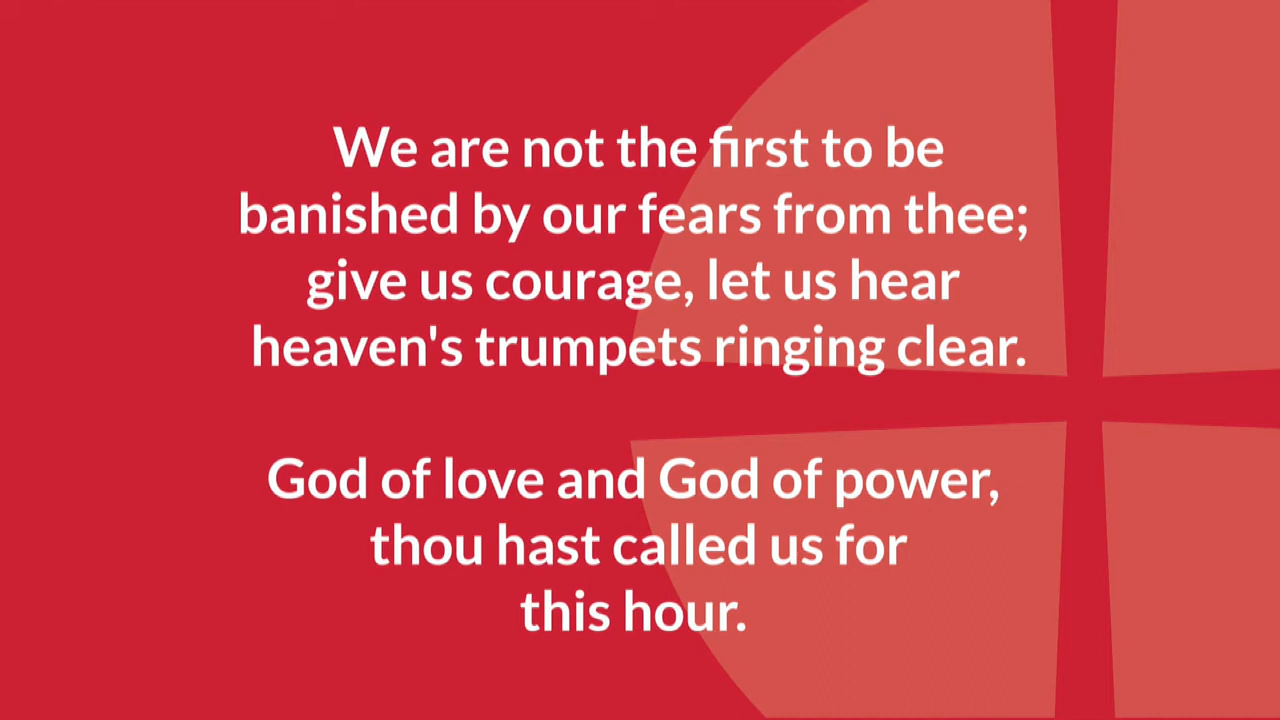 We are not the first to be
banished by our fears from thee;
give us courage, let us hear
heaven's trumpets ringing clear.
God of love and God of power,
thou hast called us for
this hour.